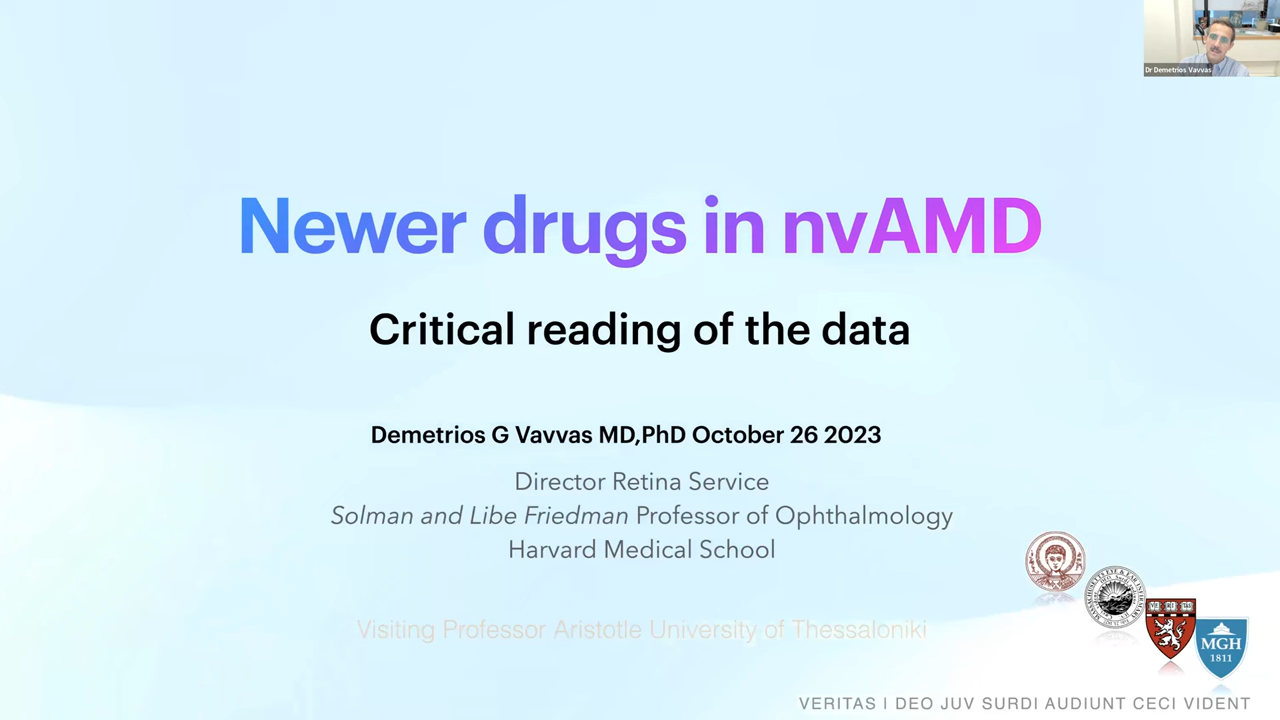 Dr Demetrios Vavvas
Newer drugs in nvAMD
Critical reading of the data
Demetrios G Vavvas MD,PhD October 26 2023
Director Retina Service
Solman and Libe Friedman Professor of Ophthalmology
Harvard Medical School
Visiting Professor Aristotle University of Thessaloniki
MGH
1811
VERITAS I DEO JUV SURDI AUDIUNT CECI VIDENT